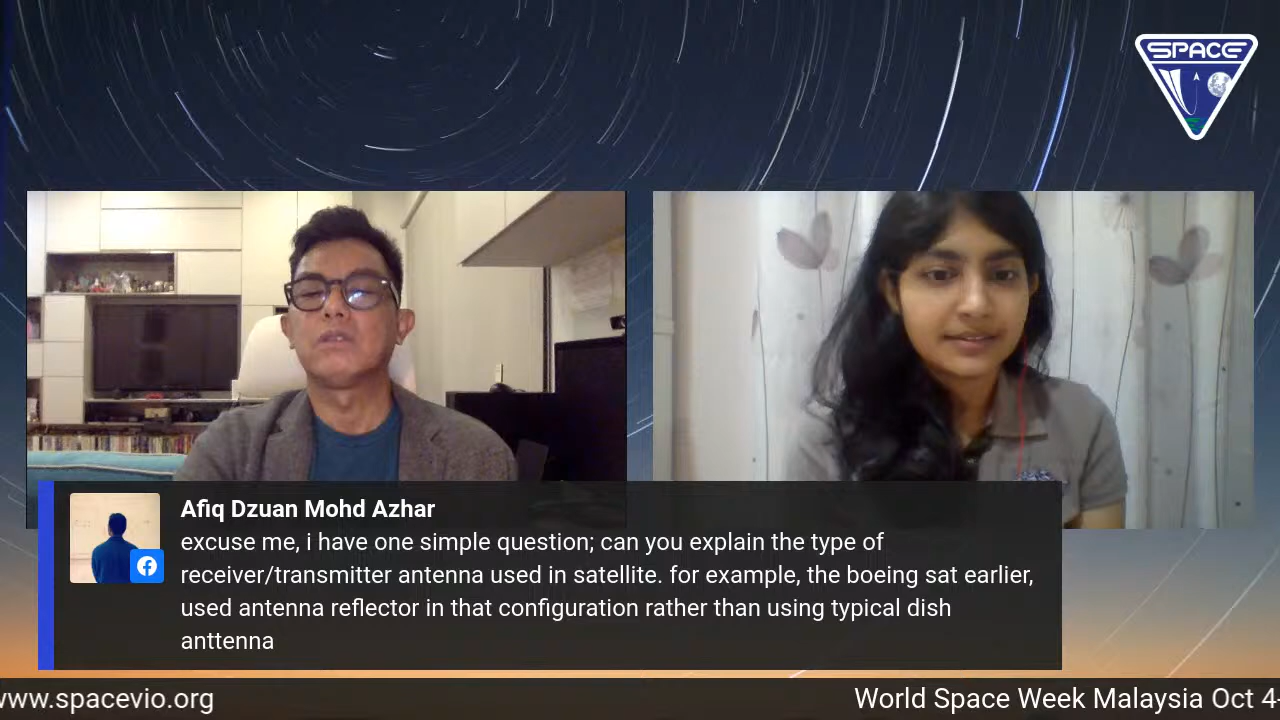 SPACE
Afiq Dzuan Mohd Azhar
excuse me, i have one simple question; can you explain the type of
receiver/transmitter antenna used in satellite. for example, the boeing sat earlier,
used antenna reflector in that configuration rather than using typical dish
anttenna
www.spacevio.org
World Space Week Malaysia Oct 4-